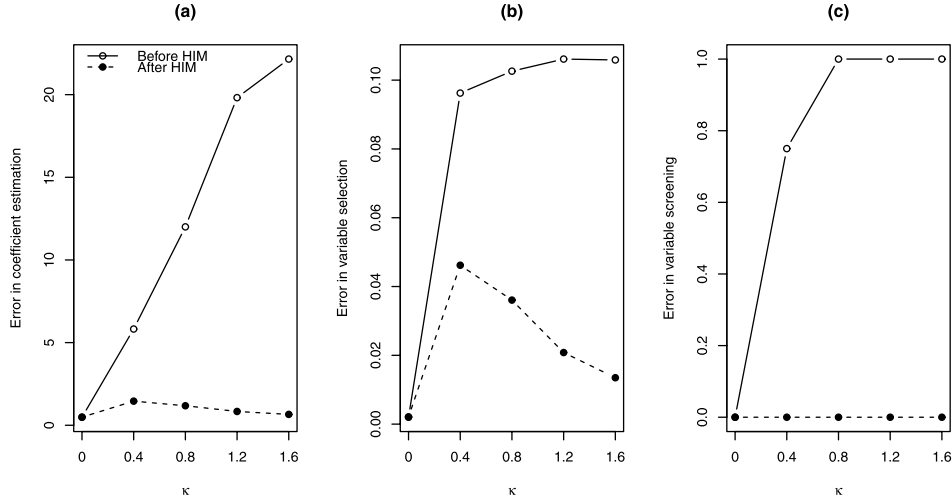 (a)
Before HIM
After HIM
Error in coefficient estimation
0 5 10 15 20
0 0.4 0.8 1.2 1.6
κ
(b)
Error in variable selection
0.00 0.02 0.04 0.06 0.08 0.10
0 0.4 0.8 1.2 1.6
κ
(c)
Error in variable screening
0.0 0.2 0.4 0.6 0.8 1.0
0 0.4 0.8 1.2 1.6
κ